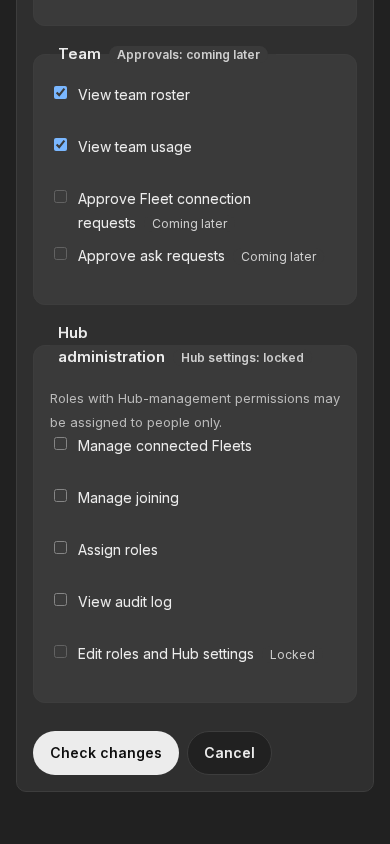 Team Approvals: coming later
View team roster
View team usage
Approve Fleet connection
requests Coming later
Approve ask requests Coming later
Hub
administration Hub settings: locked
Roles with Hub-management permissions may
be assigned to people only.
Manage connected Fleets
Manage joining
Assign roles
View audit log
Edit roles and Hub settings Locked
Check changes Cancel